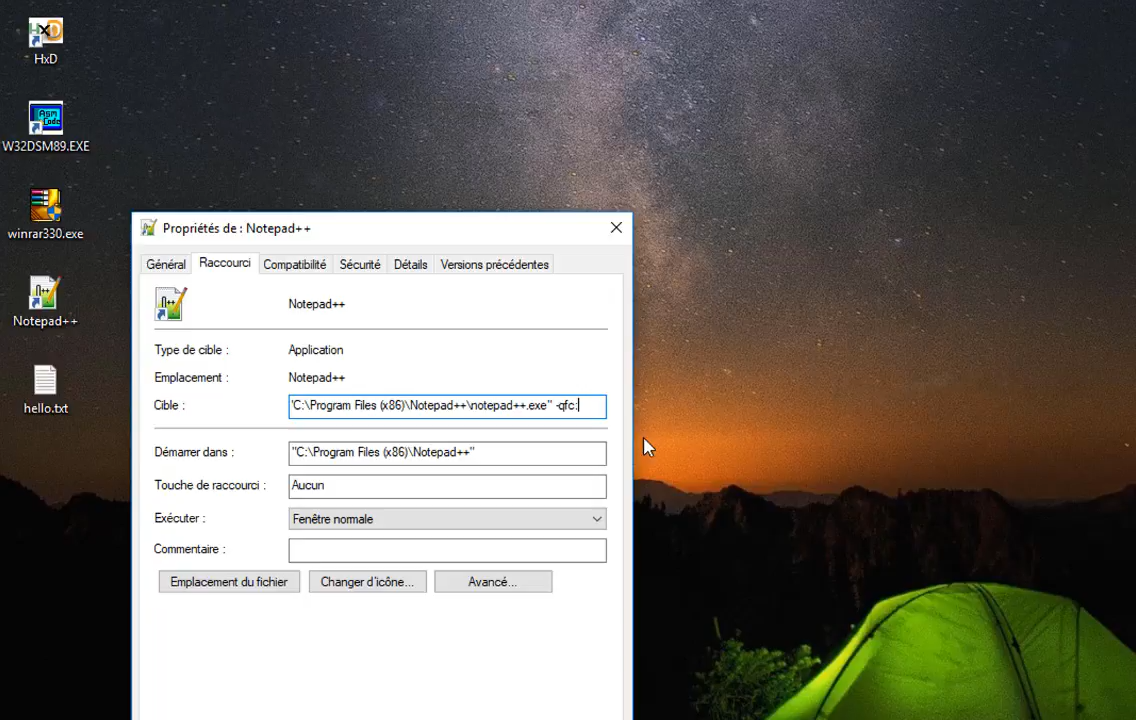 HxD
W32DSM89.EXE
winrar330.exe
Notepad++
hello.txt
Propriétés de : Notepad++
Général Raccourci Compatibilité Sécurité Détails Versions précédentes
Notepad++
Type de cible : Application
Emplacement : Notepad++
Cible : "C:\Program Files (x86)\Notepad++\notepad++.exe" -qfc:
Démarrer dans : "C:\Program Files (x86)\Notepad++"
Touche de raccourci : Aucun
Exécuter : Fenêtre normale
Commentaire :
Emplacement du fichier Changer d'icône... Avancé...